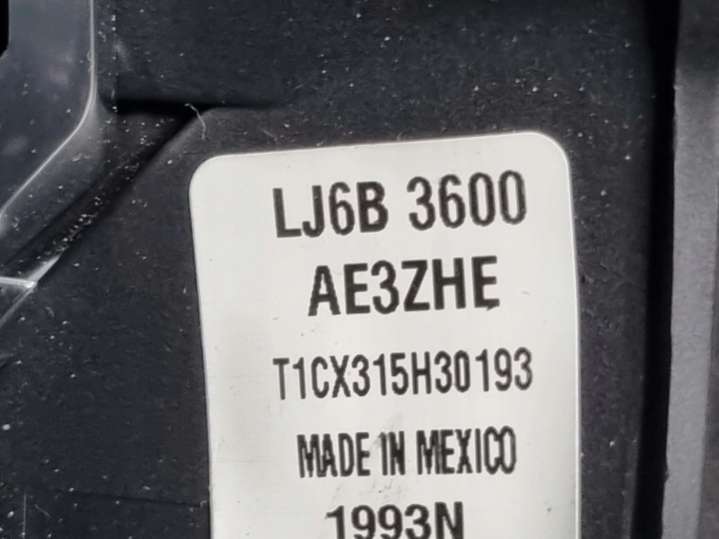 LJ6B 3600
AE3ZHE
T1CX315H30193
MADE IN MEXICO
1993N